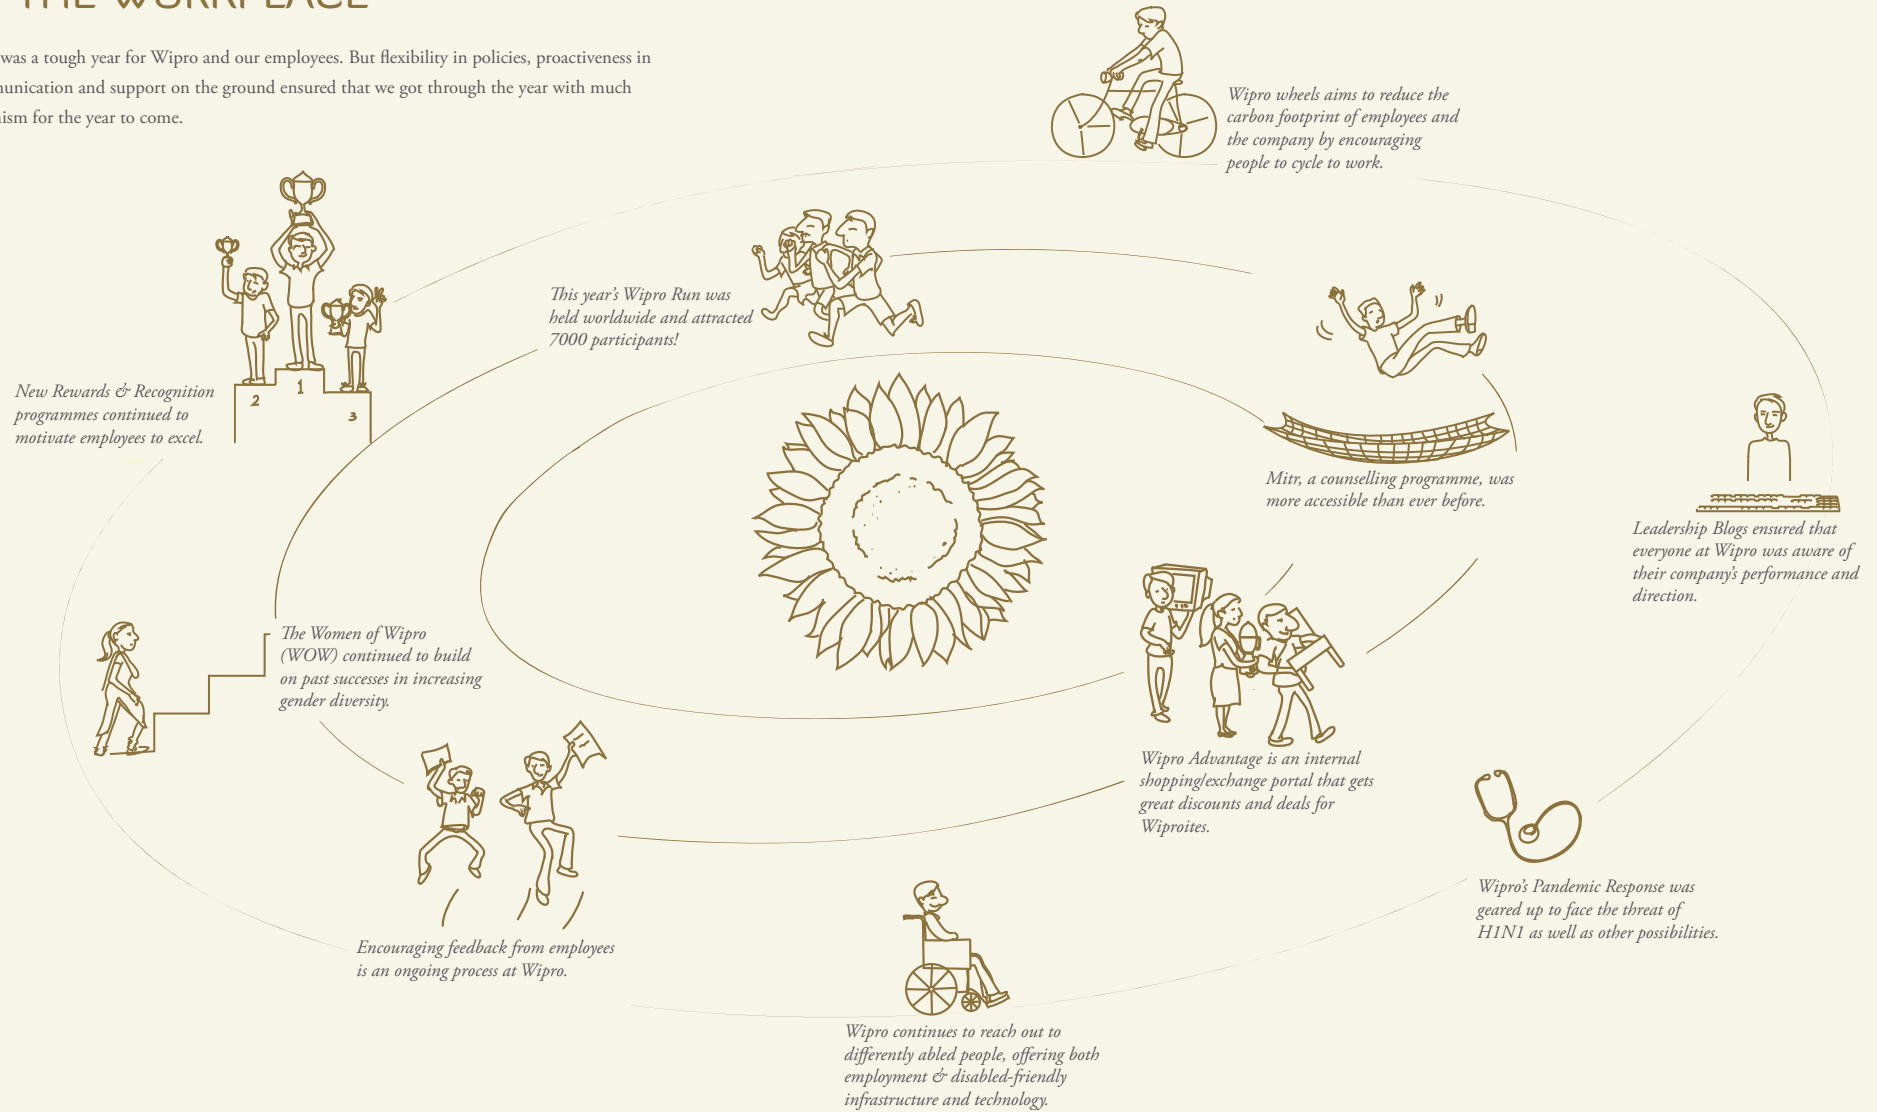 THE WORKPLACE
was a tough year for Wipro and our employees. But flexibility in policies, proactiveness in
munication and support on the ground ensured that we got through the year with much
ism for the year to come.
Wipro wheels aims to reduce the
carbon footprint of employees and
the company by encouraging
people to cycle to work.
This year's Wipro Run was
held worldwide and attracted
7000 participants!
New Rewards & Recognition
programmes continued to
motivate employees to excel.
2
1
3
Mitr, a counselling programme, was
more accessible than ever before.
Leadership Blogs ensured that
everyone at Wipro was aware of
their company's performance and
direction.
The Women of Wipro
(WOW) continued to build
on past successes in increasing
gender diversity.
Wipro Advantage is an internal
shopping/exchange portal that gets
great discounts and deals for
Wiproites.
Wipro's Pandemic Response was
geared up to face the threat of
H1N1 as well as other possibilities.
Encouraging feedback from employees
is an ongoing process at Wipro.
Wipro continues to reach out to
differently abled people, offering both
employment & disabled-friendly
infrastructure and technology.